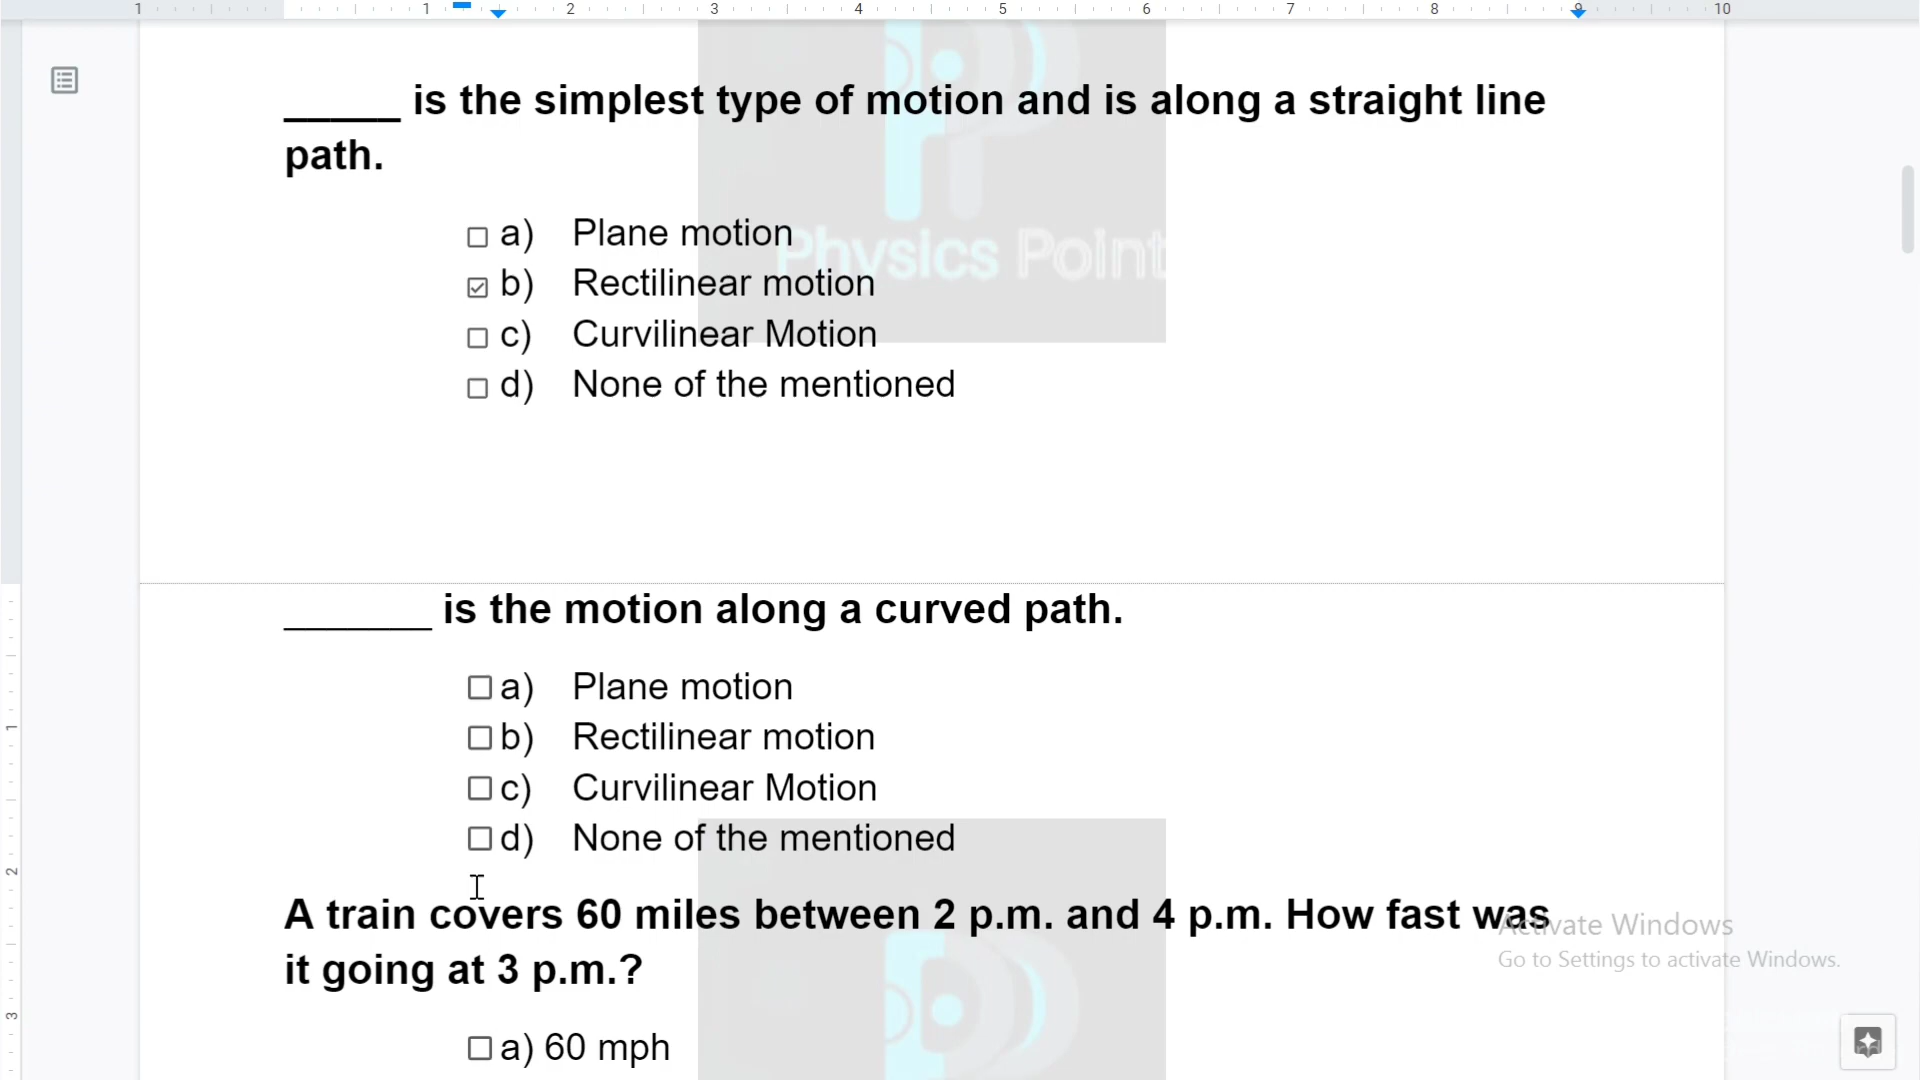 1 1 2 3 4 5 6 7 8 9 10
_____ is the simplest type of motion and is along a straight line
path.
☐ a) Plane motion
Physics Point
☑ b) Rectilinear motion
☐ c) Curvilinear Motion
☐ d) None of the mentioned
_______ is the motion along a curved path.
☐ a) Plane motion
1
☐ b) Rectilinear motion
☐ c) Curvilinear Motion
☐ d) None of the mentioned
2
A train covers 60 miles between 2 p.m. and 4 p.m. How fast was
Activate Windows
it going at 3 p.m.?
Go to Settings to activate Windows.
3
☐ a) 60 mph